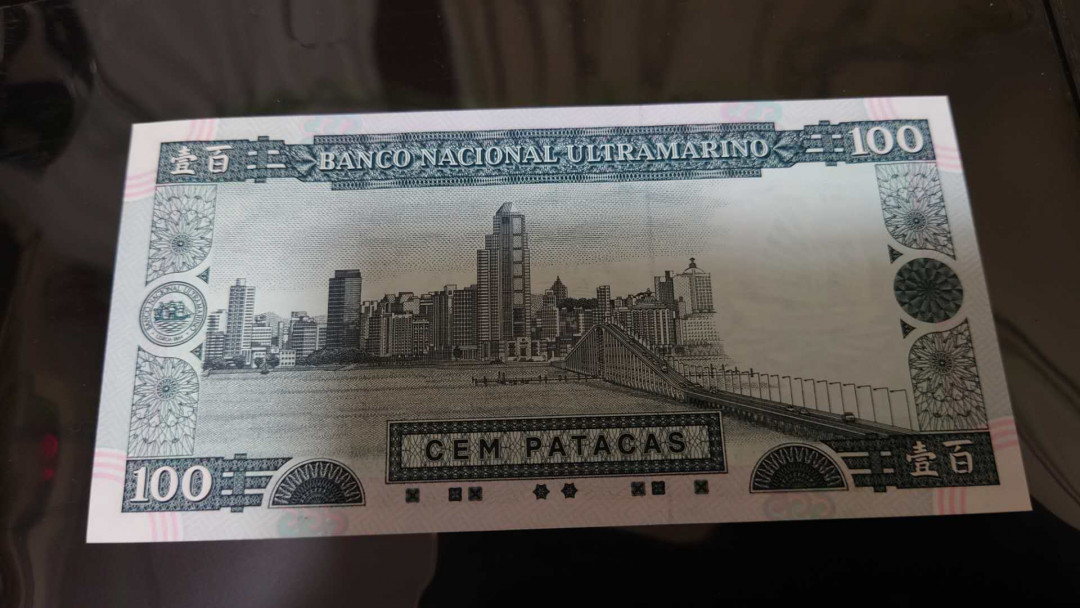 壹百
BANCO NACIONAL ULTRAMARINO
100
CEM PATACAS
100
壹百